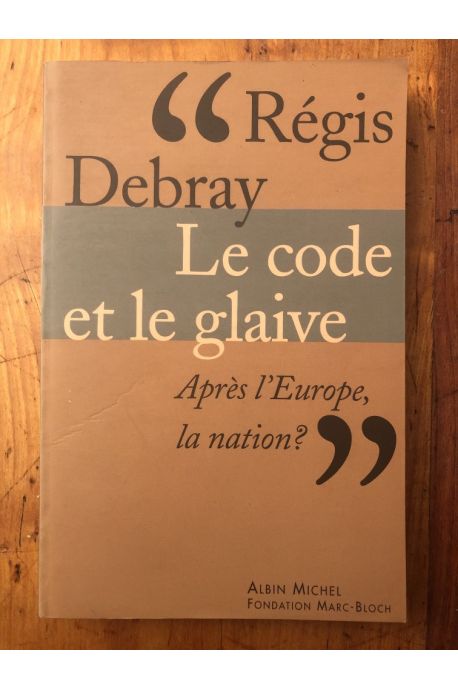 “ Régis
Debray
Le code
et le glaive
Après l'Europe,
la nation? ”
ALBIN MICHEL
FONDATION MARC-BLOCH